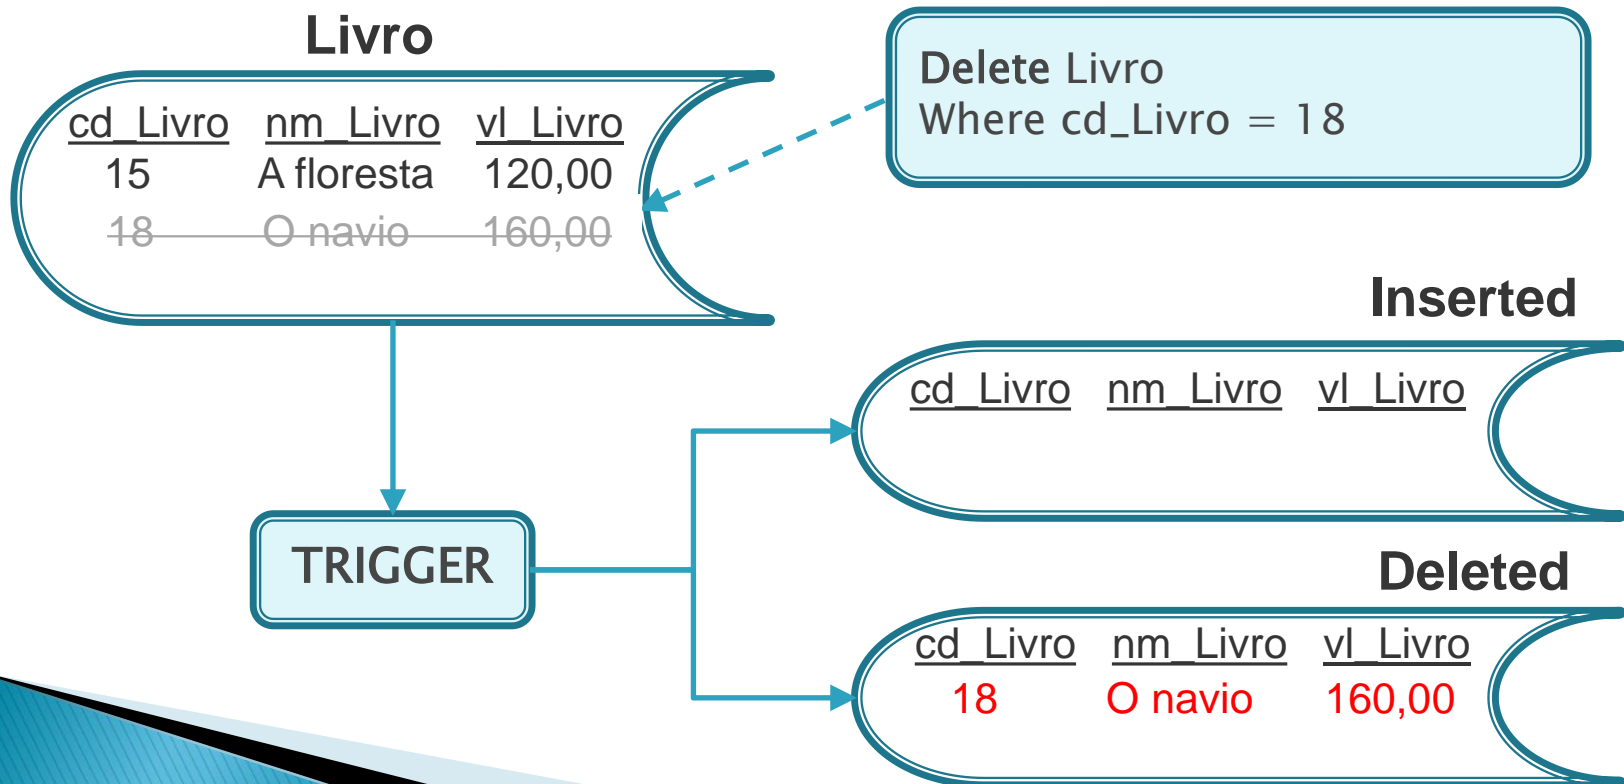 Livro
cd_Livro nm_Livro vl_Livro
15 A floresta 120,00
18 O navio 160,00
Delete Livro
Where cd_Livro = 18
TRIGGER
Inserted
cd_Livro nm_Livro vl_Livro
Deleted
cd_Livro nm_Livro vl_Livro
18 O navio 160,00